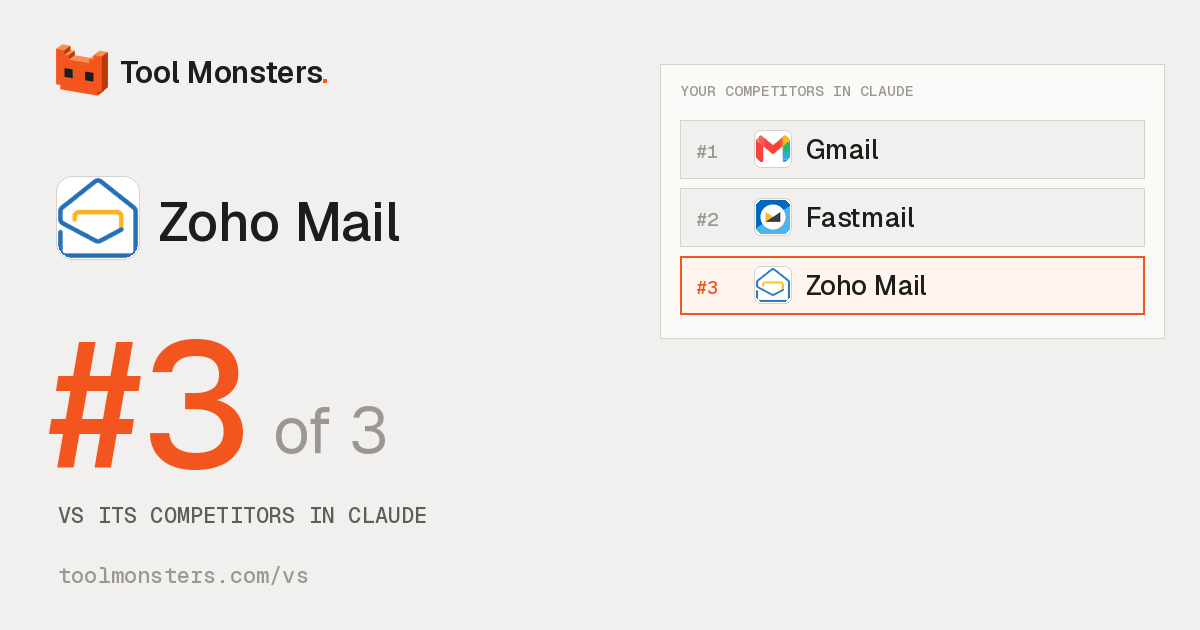 Tool Monsters.
Zoho Mail
#3 of 3
VS ITS COMPETITORS IN CLAUDE
toolmonsters.com/vs
YOUR COMPETITORS IN CLAUDE
#1 Gmail
#2 Fastmail
#3 Zoho Mail